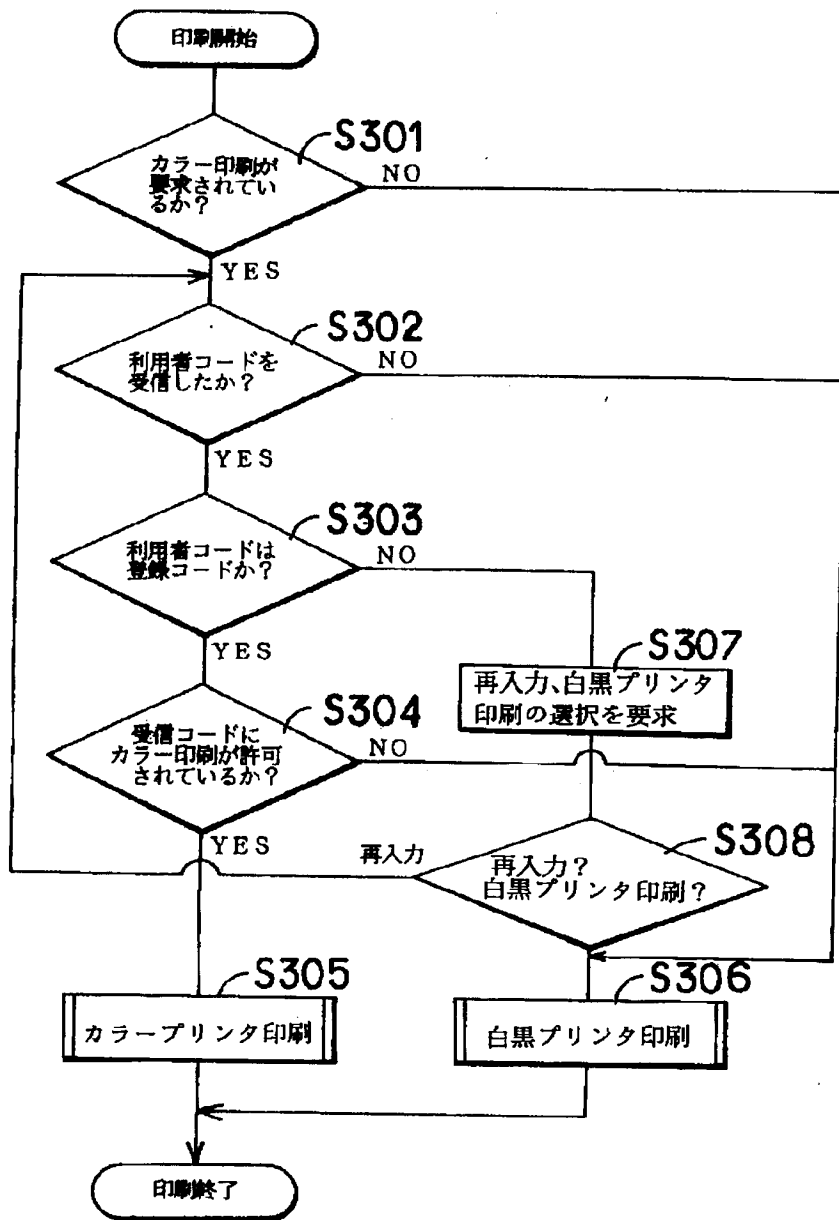 印刷開始
S301
カラー印刷が
要求されてい
るか？
NO
YES
S302
利用者コードを
受信したか？
NO
YES
S303
利用者コードは
登録コードか？
NO
YES
S307
再入力、白黒プリンタ
印刷の選択を要求
S304
受信コードに
カラー印刷が許可
されているか？
NO
YES
S308
再入力
再入力？
白黒プリンタ印刷？
S305
カラープリンタ印刷
S306
白黒プリンタ印刷
印刷終了